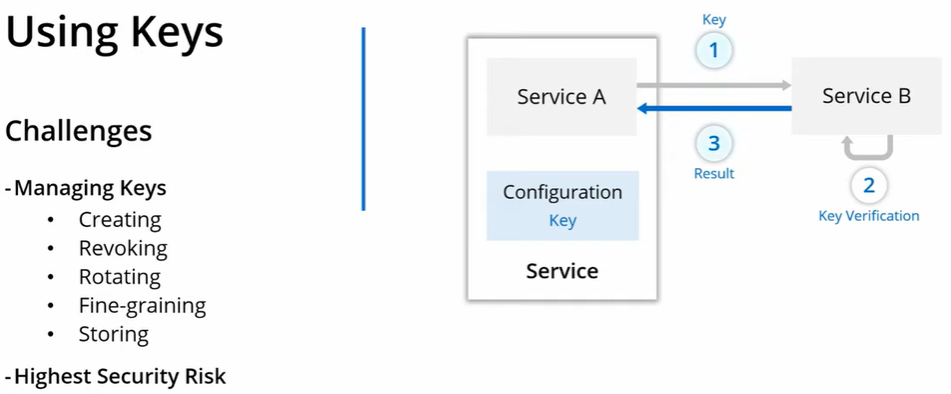 Using Keys
Challenges
-Managing Keys
• Creating
• Revoking
• Rotating
• Fine-graining
• Storing
-Highest Security Risk
Key
1
Service A
Service B
3
Result
2
Key Verification
Configuration
Key
Service